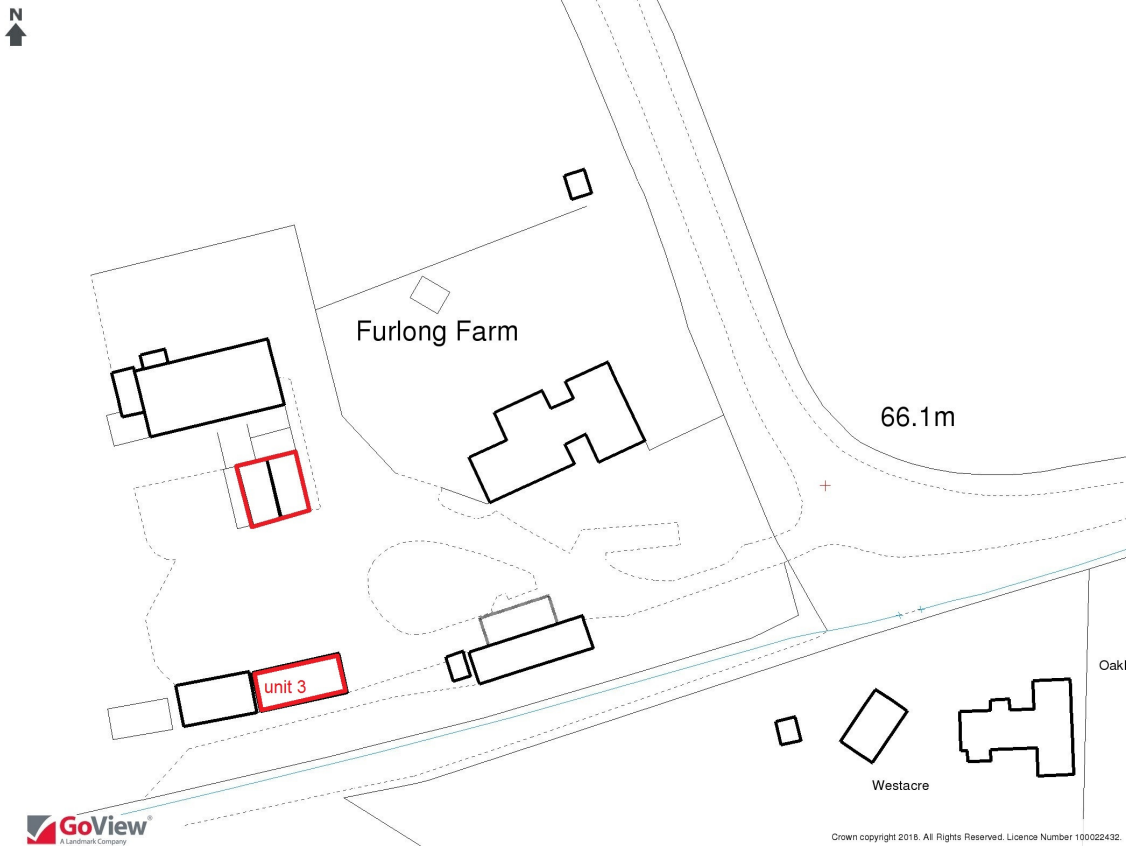 N
Furlong Farm
66.1m
unit 3
Oakl
Westacre
GoView®
A Landmark Company
Crown copyright 2018. All Rights Reserved. Licence Number 100022432.